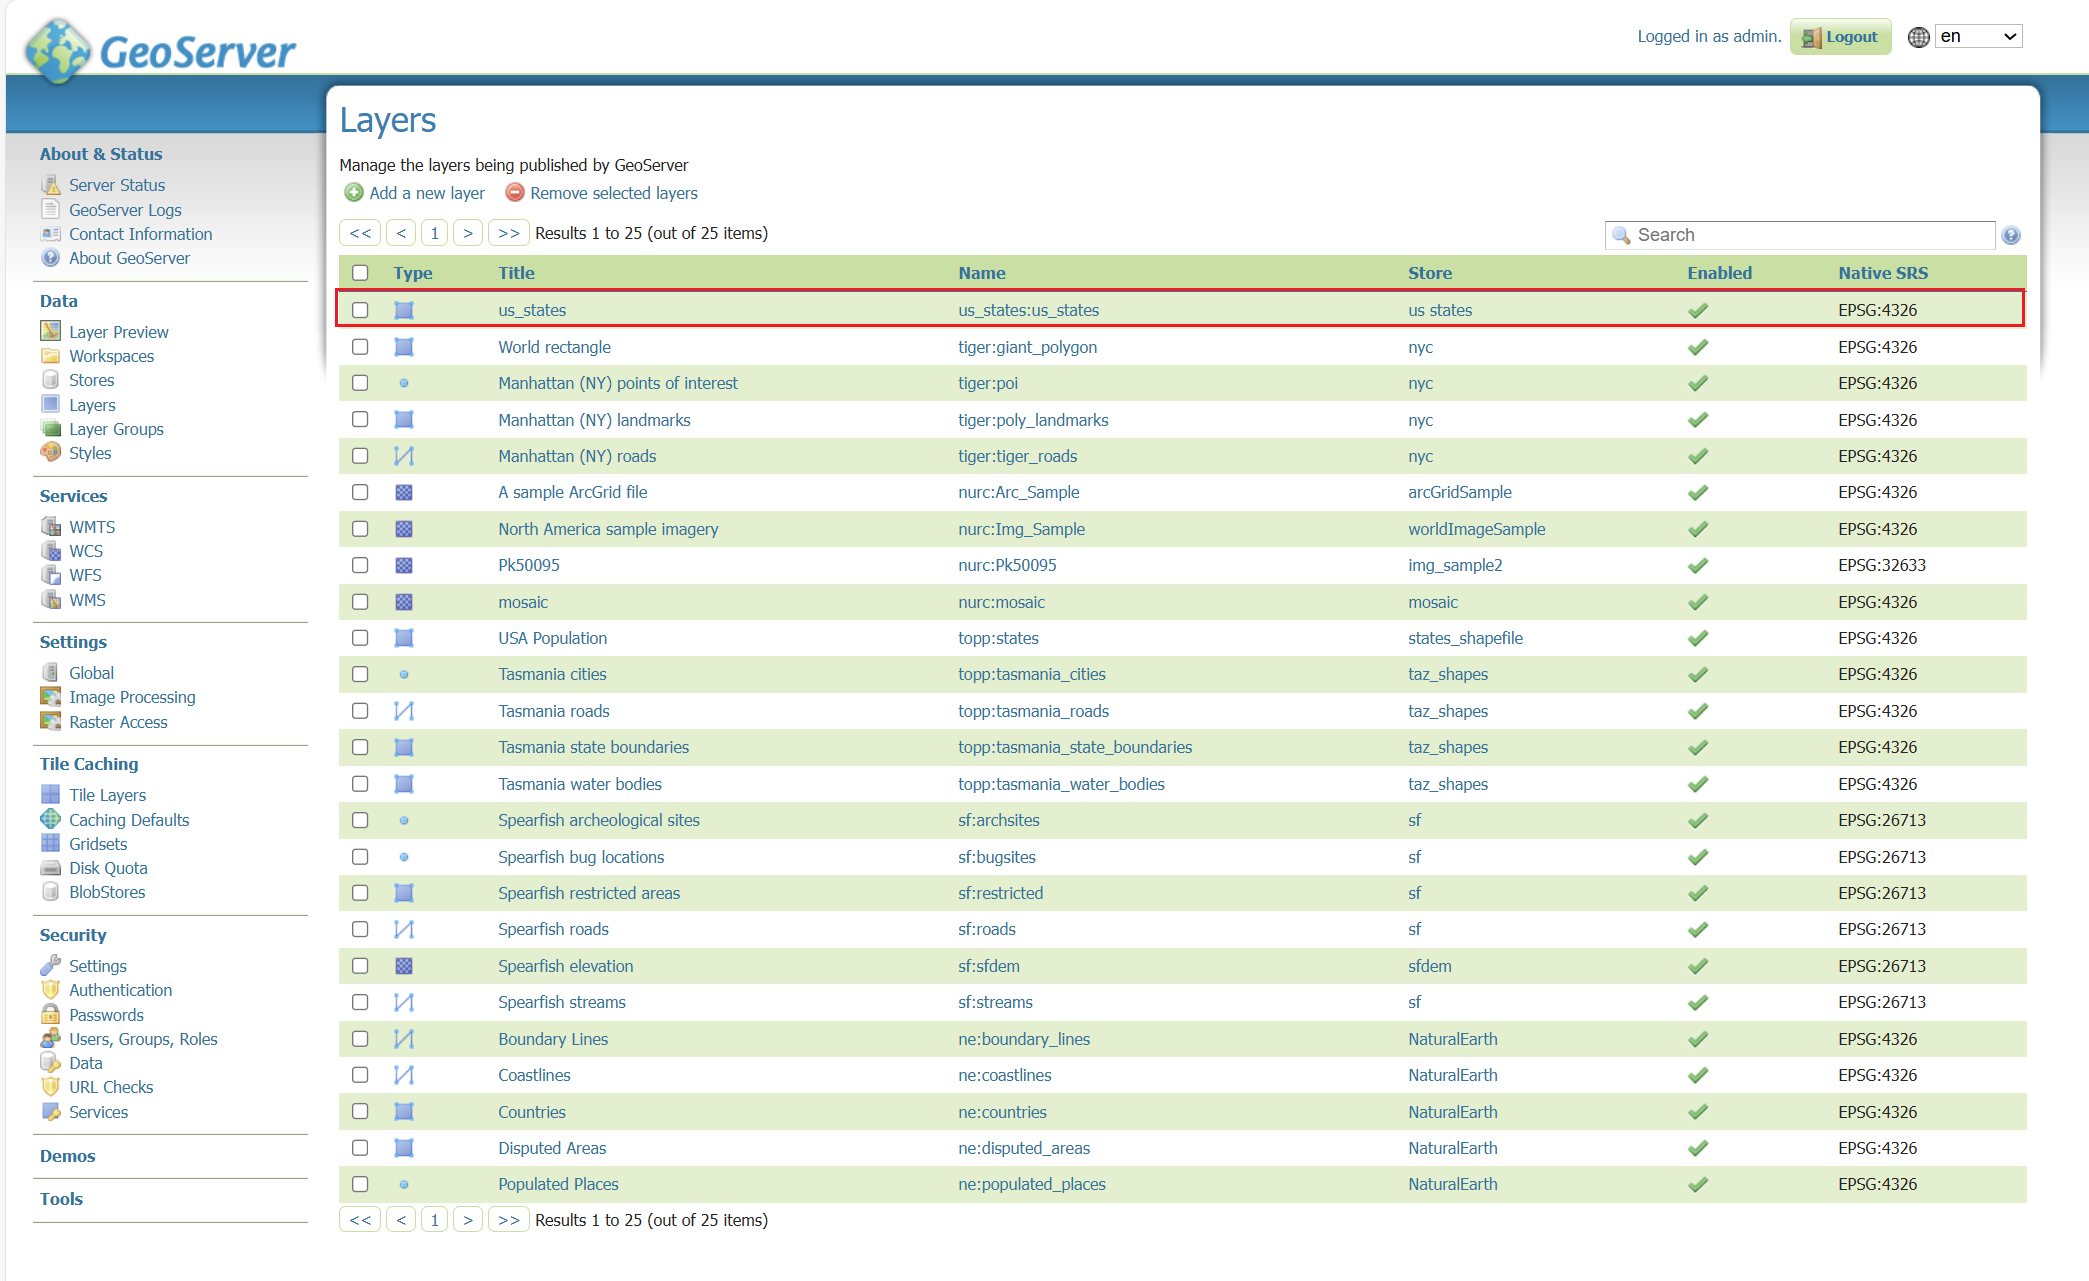 GeoServer
Logged in as admin. Logout en
About & Status
Server Status
GeoServer Logs
Contact Information
About GeoServer
Data
Layer Preview
Workspaces
Stores
Layers
Layer Groups
Styles
Services
WMTS
WCS
WFS
WMS
Settings
Global
Image Processing
Raster Access
Tile Caching
Tile Layers
Caching Defaults
Gridsets
Disk Quota
BlobStores
Security
Settings
Authentication
Passwords
Users, Groups, Roles
Data
URL Checks
Services
Demos
Tools
Layers
Manage the layers being published by GeoServer
Add a new layer Remove selected layers
<< < 1 > >> Results 1 to 25 (out of 25 items) Search
Type Title Name Store Enabled Native SRS
us_states us_states:us_states us states EPSG:4326
World rectangle tiger:giant_polygon nyc EPSG:4326
Manhattan (NY) points of interest tiger:poi nyc EPSG:4326
Manhattan (NY) landmarks tiger:poly_landmarks nyc EPSG:4326
Manhattan (NY) roads tiger:tiger_roads nyc EPSG:4326
A sample ArcGrid file nurc:Arc_Sample arcGridSample EPSG:4326
North America sample imagery nurc:Img_Sample worldImageSample EPSG:4326
Pk50095 nurc:Pk50095 img_sample2 EPSG:32633
mosaic nurc:mosaic mosaic EPSG:4326
USA Population topp:states states_shapefile EPSG:4326
Tasmania cities topp:tasmania_cities taz_shapes EPSG:4326
Tasmania roads topp:tasmania_roads taz_shapes EPSG:4326
Tasmania state boundaries topp:tasmania_state_boundaries taz_shapes EPSG:4326
Tasmania water bodies topp:tasmania_water_bodies taz_shapes EPSG:4326
Spearfish archeological sites sf:archsites sf EPSG:26713
Spearfish bug locations sf:bugsites sf EPSG:26713
Spearfish restricted areas sf:restricted sf EPSG:26713
Spearfish roads sf:roads sf EPSG:26713
Spearfish elevation sf:sfdem sfdem EPSG:26713
Spearfish streams sf:streams sf EPSG:26713
Boundary Lines ne:boundary_lines NaturalEarth EPSG:4326
Coastlines ne:coastlines NaturalEarth EPSG:4326
Countries ne:countries NaturalEarth EPSG:4326
Disputed Areas ne:disputed_areas NaturalEarth EPSG:4326
Populated Places ne:populated_places NaturalEarth EPSG:4326
<< < 1 > >> Results 1 to 25 (out of 25 items)